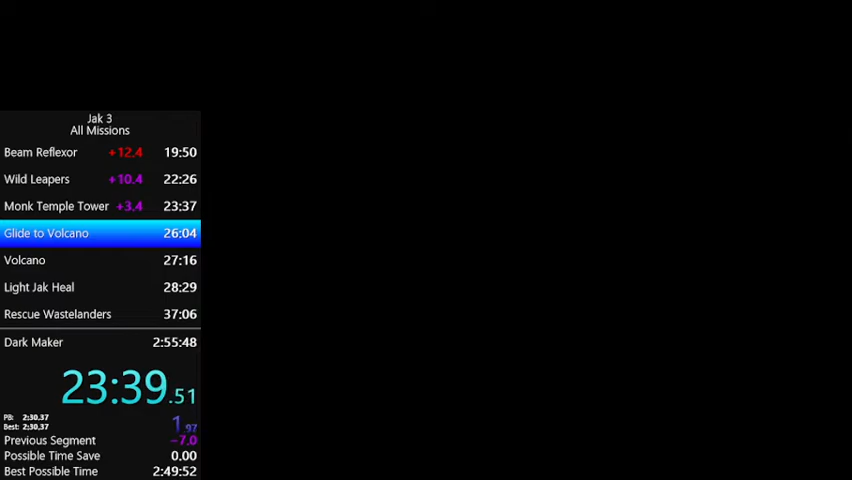 Jak 3
All Missions
Beam Reflexor +12.4 19:50
Wild Leapers +10.4 22:26
Monk Temple Tower +3.4 23:37
Glide to Volcano 26:04
Volcano 27:16
Light Jak Heal 28:29
Rescue Wastelanders 37:06
Dark Maker 2:55:48
23:39.51
PB: 2:30.37 1.97
Best: 2:30.37
Previous Segment -7.0
Possible Time Save 0.00
Best Possible Time 2:49:52